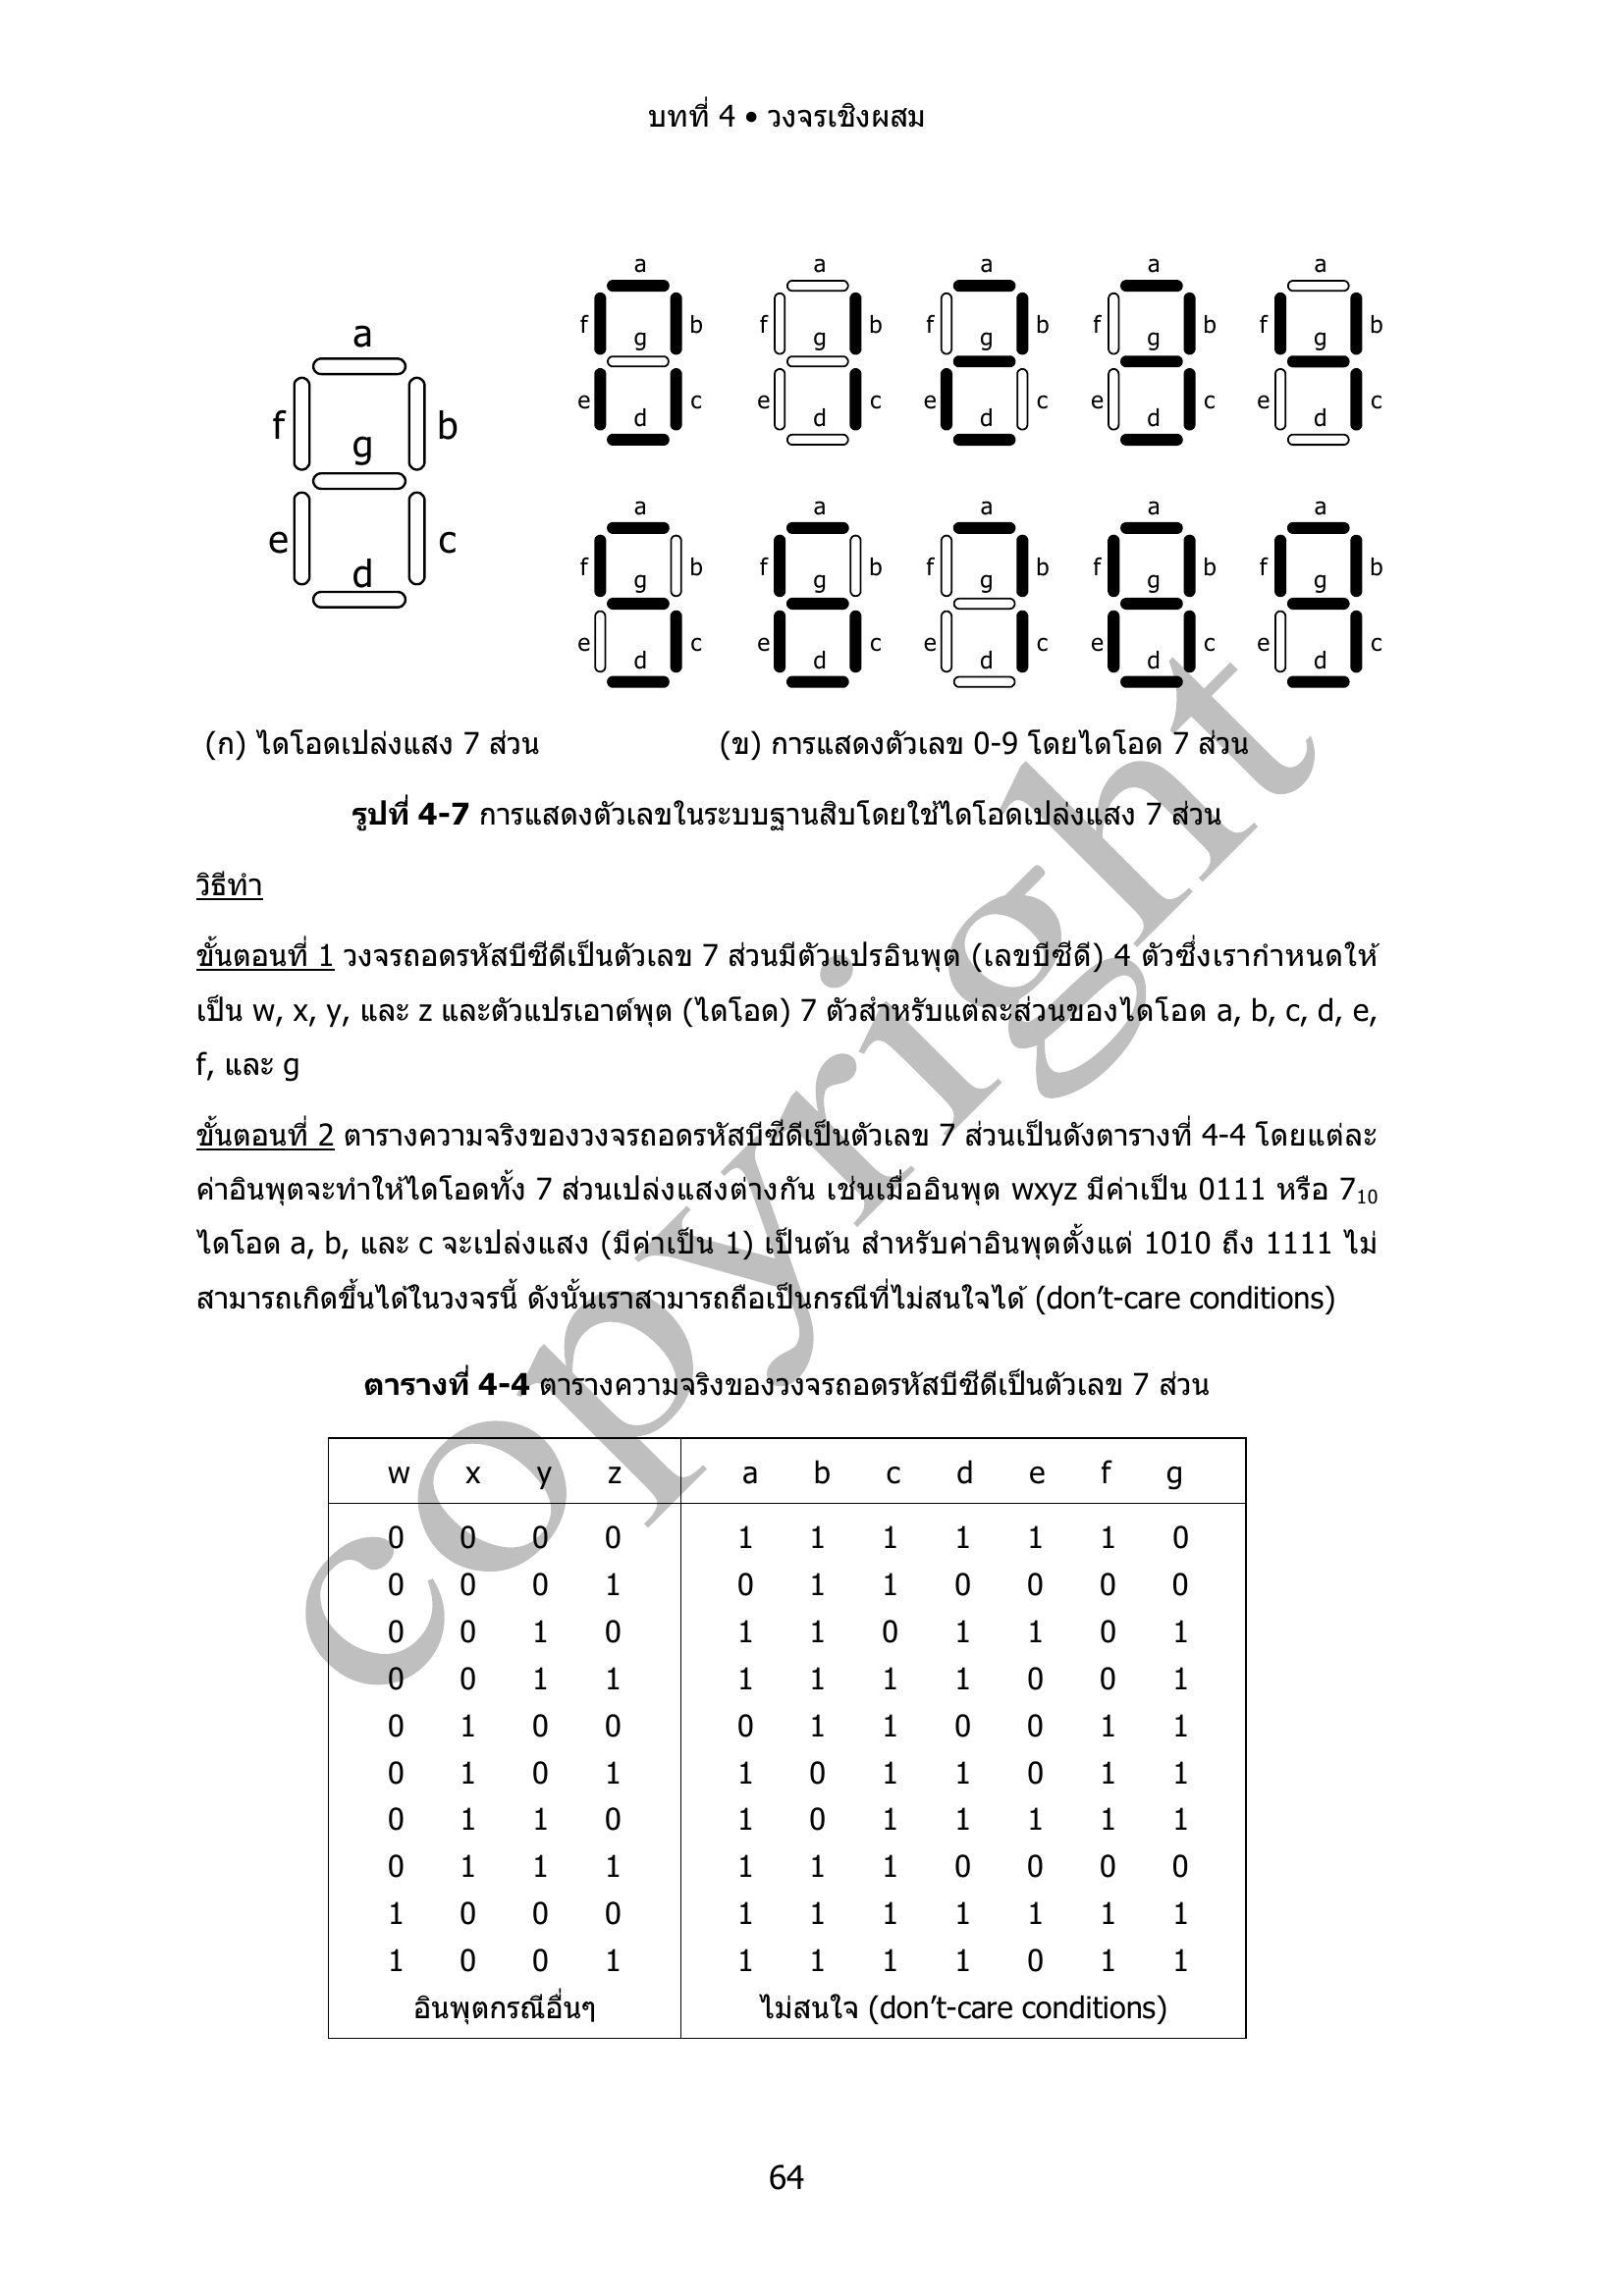 บทที่ 4 • วงจรเชิงผสม
a
f
g
b
e
d
c
a a a a a
f g b f g b f g b f g b f g b
e d c e d c e d c e d c e d c
a a a a a
f g b f g b f g b f g b f g b
e d c e d c e d c e d c e d c
(ก) ไดโอดเปล่งแสง 7 ส่วน (ข) การแสดงตัวเลข 0-9 โดยไดโอด 7 ส่วน
รูปที่ 4-7 การแสดงตัวเลขในระบบฐานสิบโดยใช้ไดโอดเปล่งแสง 7 ส่วน
วิธีทำ
ขั้นตอนที่ 1 วงจรถอดรหัสบีซีดีเป็นตัวเลข 7 ส่วนมีตัวแปรอินพุต (เลขบีซีดี) 4 ตัวซึ่งเรากำหนดให้
เป็น w, x, y, และ z และตัวแปรเอาต์พุต (ไดโอด) 7 ตัวสำหรับแต่ละส่วนของไดโอด a, b, c, d, e,
f, และ g
ขั้นตอนที่ 2 ตารางความจริงของวงจรถอดรหัสบีซีดีเป็นตัวเลข 7 ส่วนเป็นดังตารางที่ 4-4 โดยแต่ละ
ค่าอินพุตจะทำให้ไดโอดทั้ง 7 ส่วนเปล่งแสงต่างกัน เช่นเมื่ออินพุต wxyz มีค่าเป็น 0111 หรือ 7₁₀
ไดโอด a, b, และ c จะเปล่งแสง (มีค่าเป็น 1) เป็นต้น สำหรับค่าอินพุตตั้งแต่ 1010 ถึง 1111 ไม่
สามารถเกิดขึ้นได้ในวงจรนี้ ดังนั้นเราสามารถถือเป็นกรณีที่ไม่สนใจได้ (don’t-care conditions)
ตารางที่ 4-4 ตารางความจริงของวงจรถอดรหัสบีซีดีเป็นตัวเลข 7 ส่วน
w x y z a b c d e f g
0 0 0 0 1 1 1 1 1 1 0
0 0 0 1 0 1 1 0 0 0 0
0 0 1 0 1 1 0 1 1 0 1
0 0 1 1 1 1 1 1 0 0 1
0 1 0 0 0 1 1 0 0 1 1
0 1 0 1 1 0 1 1 0 1 1
0 1 1 0 1 0 1 1 1 1 1
0 1 1 1 1 1 1 0 0 0 0
1 0 0 0 1 1 1 1 1 1 1
1 0 0 1 1 1 1 1 0 1 1
อินพุตกรณีอื่นๆ ไม่สนใจ (don’t-care conditions)
64
copyright